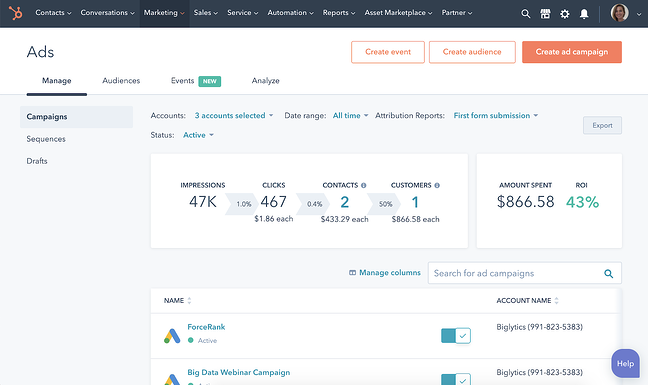 Contacts Conversations Marketing Sales Service Automation Reports Asset Marketplace Partner
Ads
Create event Create audience Create ad campaign
Manage Audiences Events NEW Analyze
Campaigns
Sequences
Drafts
Accounts: 3 accounts selected Date range: All time Attribution Reports: First form submission
Export
Status: Active
IMPRESSIONS CLICKS CONTACTS CUSTOMERS AMOUNT SPENT ROI
47K 1.0% 467 0.4% 2 50% 1 $866.58 43%
$1.86 each $433.29 each $866.58 each
Manage columns Search for ad campaigns
NAME ACCOUNT NAME
ForceRank Biglytics (991-823-5383)
Active
Help
Big Data Webinar Campaign Biglytics (991-823-5383)